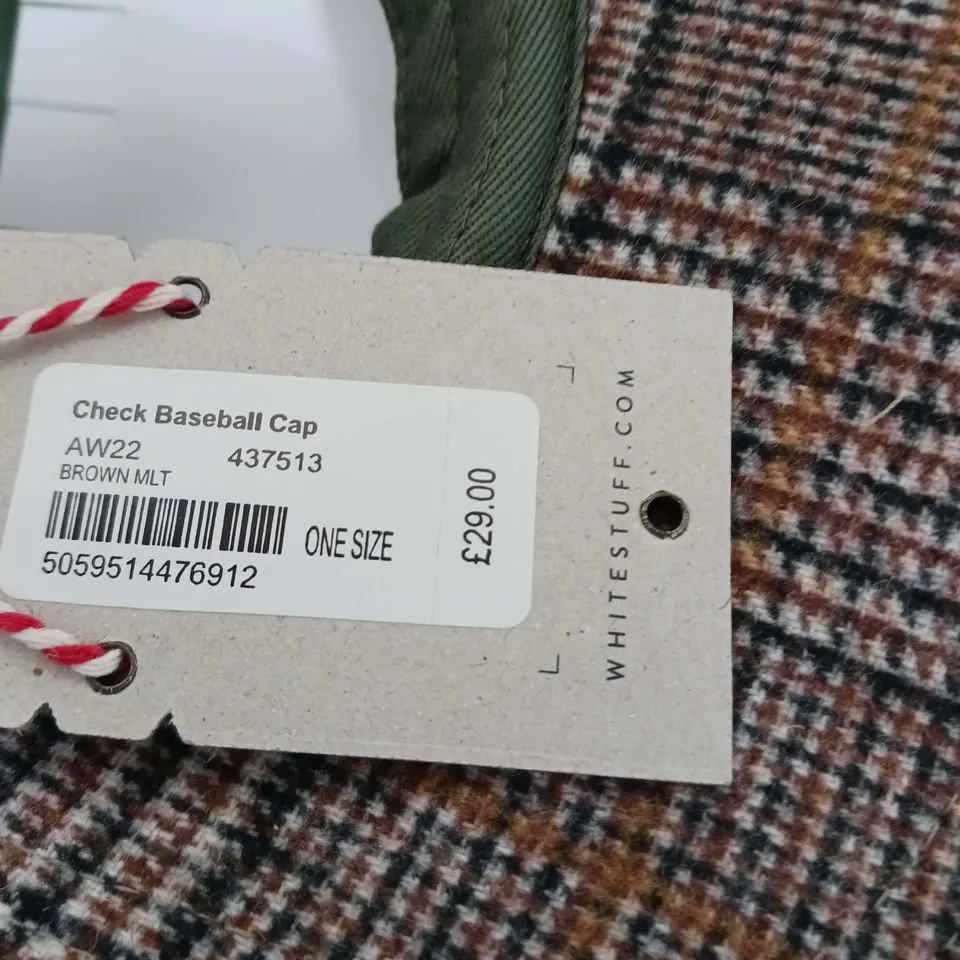 Check Baseball Cap
AW22 437513
BROWN MLT
ONE SIZE
5059514476912
£29.00
WHITESTUFF.COM